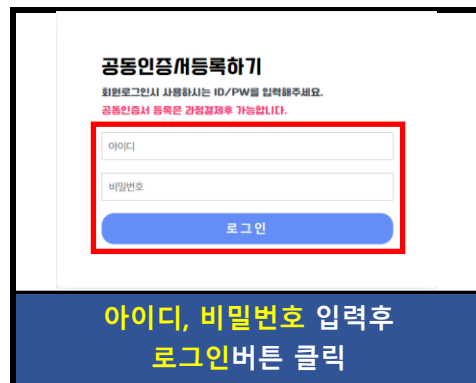 공동인증서등록하기
회원로그인시 사용하시는 ID/PW를 입력해주세요.
공동인증서 등록은 과정결제후 가능합니다.
아이디
비밀번호
로그인
아이디, 비밀번호 입력후
로그인버튼 클릭